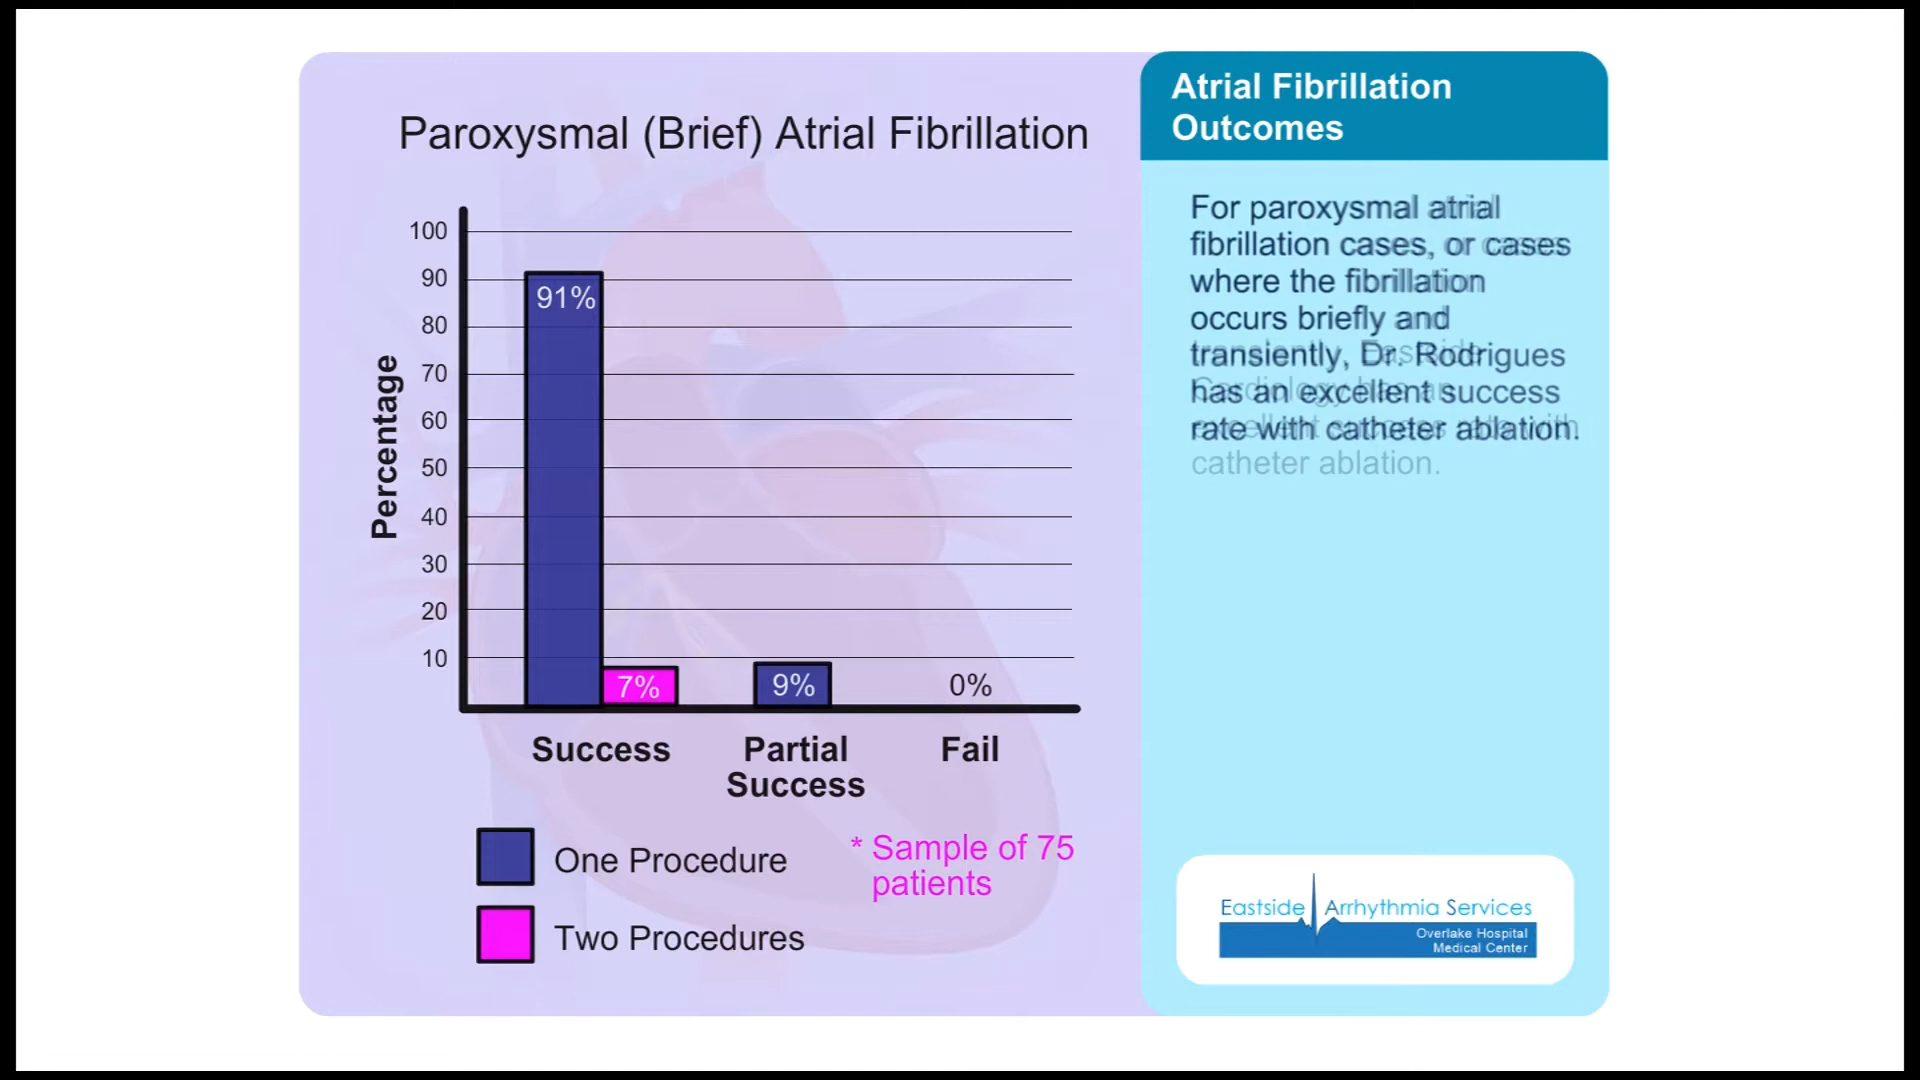 Paroxysmal (Brief) Atrial Fibrillation
Percentage
100
90
80
70
60
50
40
30
20
10
91%
7%
9%
0%
Success
Partial
Success
Fail
One Procedure
Two Procedures
* Sample of 75
patients
Atrial Fibrillation
Outcomes
For paroxysmal atrial
fibrillation cases, or cases
where the fibrillation
occurs briefly and
transiently, Dr. Rodrigues
has an excellent success
rate with catheter ablation.
catheter ablation.
Eastside Arrhythmia Services
Overlake Hospital
Medical Center